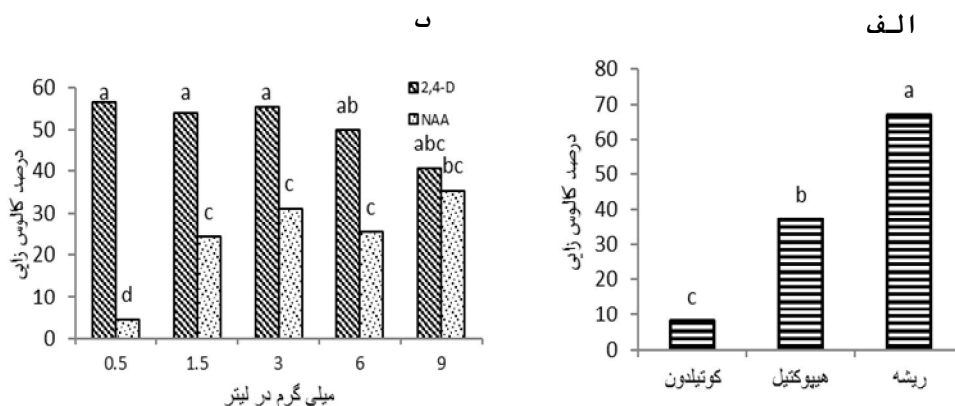 الف
درصد کالوس زایی
80
70
60
50
40
30
20
10
0
a
b
c
ریشه
هیپوکتیل
کوتیلدون
ب
درصد کالوس زایی
60
50
40
30
20
10
0
2,4-D
NAA
a
a
a
ab
abc
d
c
c
c
bc
0.5 1.5 3 6 9
میلی گرم در لیتر